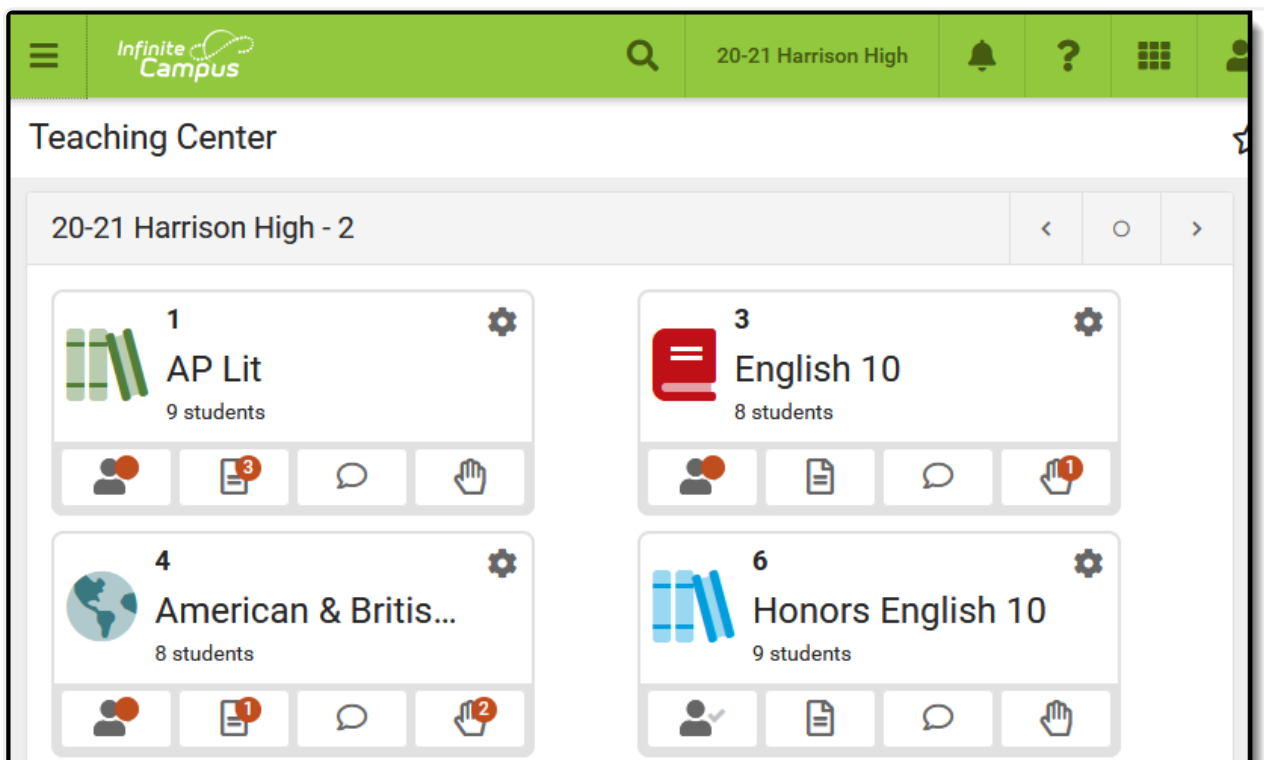 Infinite
Campus
20-21 Harrison High
?
Teaching Center
20-21 Harrison High - 2
1
AP Lit
9 students
3
3
English 10
8 students
1
4
American & Britis...
8 students
1
2
6
Honors English 10
9 students